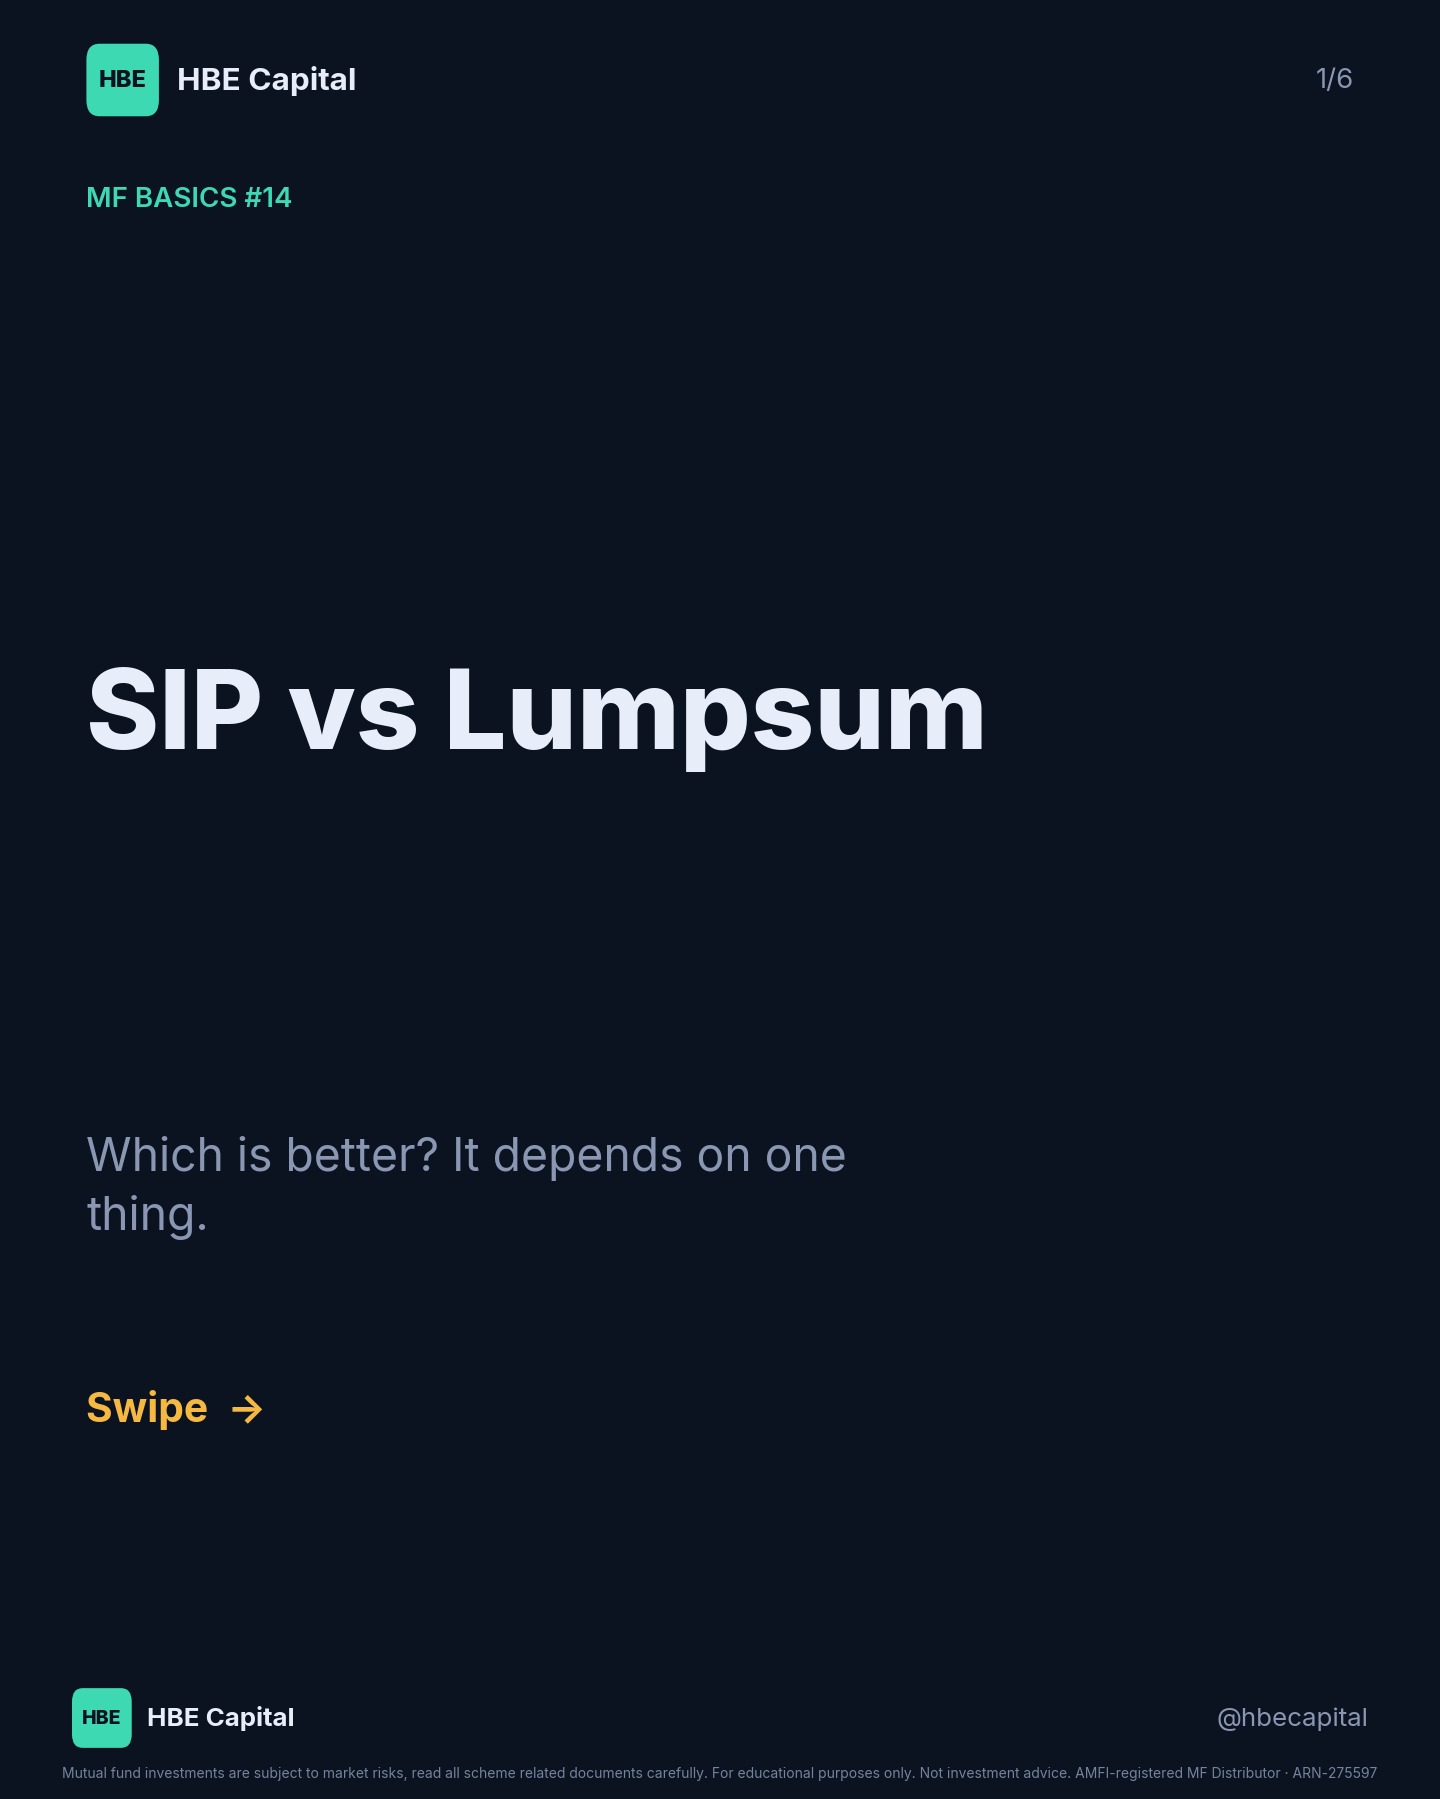 HBE HBE Capital 1/6
MF BASICS #14
SIP vs Lumpsum
Which is better? It depends on one
thing.
Swipe →
HBE HBE Capital @hbecapital
Mutual fund investments are subject to market risks, read all scheme related documents carefully. For educational purposes only. Not investment advice. AMFI-registered MF Distributor · ARN-275597